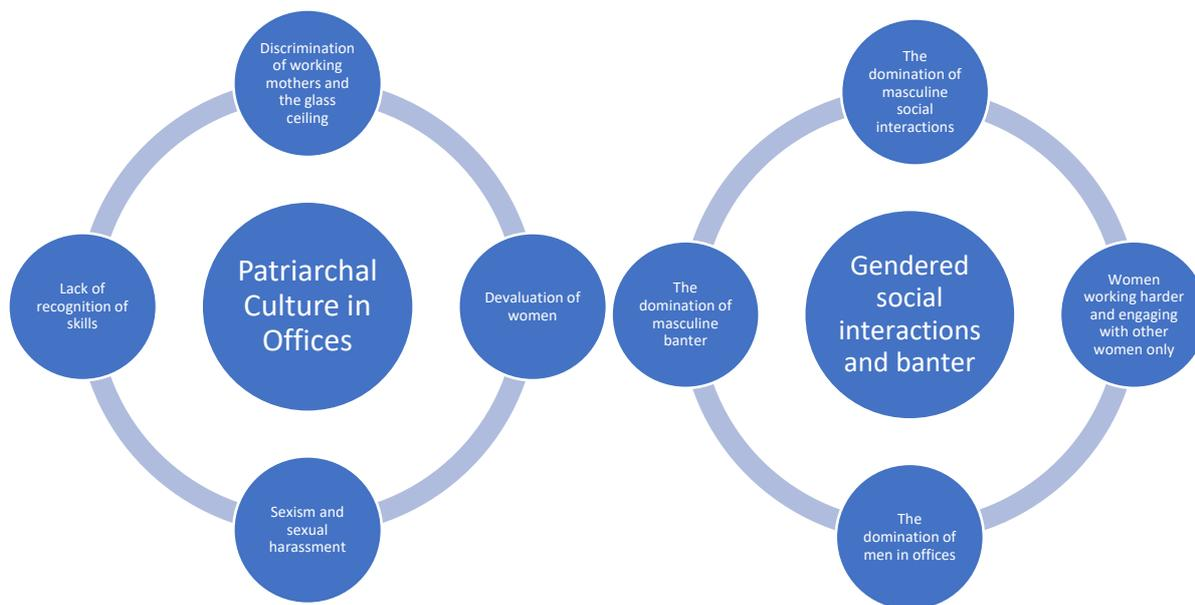 Discrimination
of working
mothers and
the glass
ceiling
Lack of
recognition of
skills
Patriarchal
Culture in
Offices
Devaluation of
women
Sexism and
sexual
harassment
The
domination of
masculine
social
interactions
The
domination of
masculine
banter
Gendered
social
interactions
and banter
Women
working harder
and engaging
with other
women only
The
domination of
men in offices